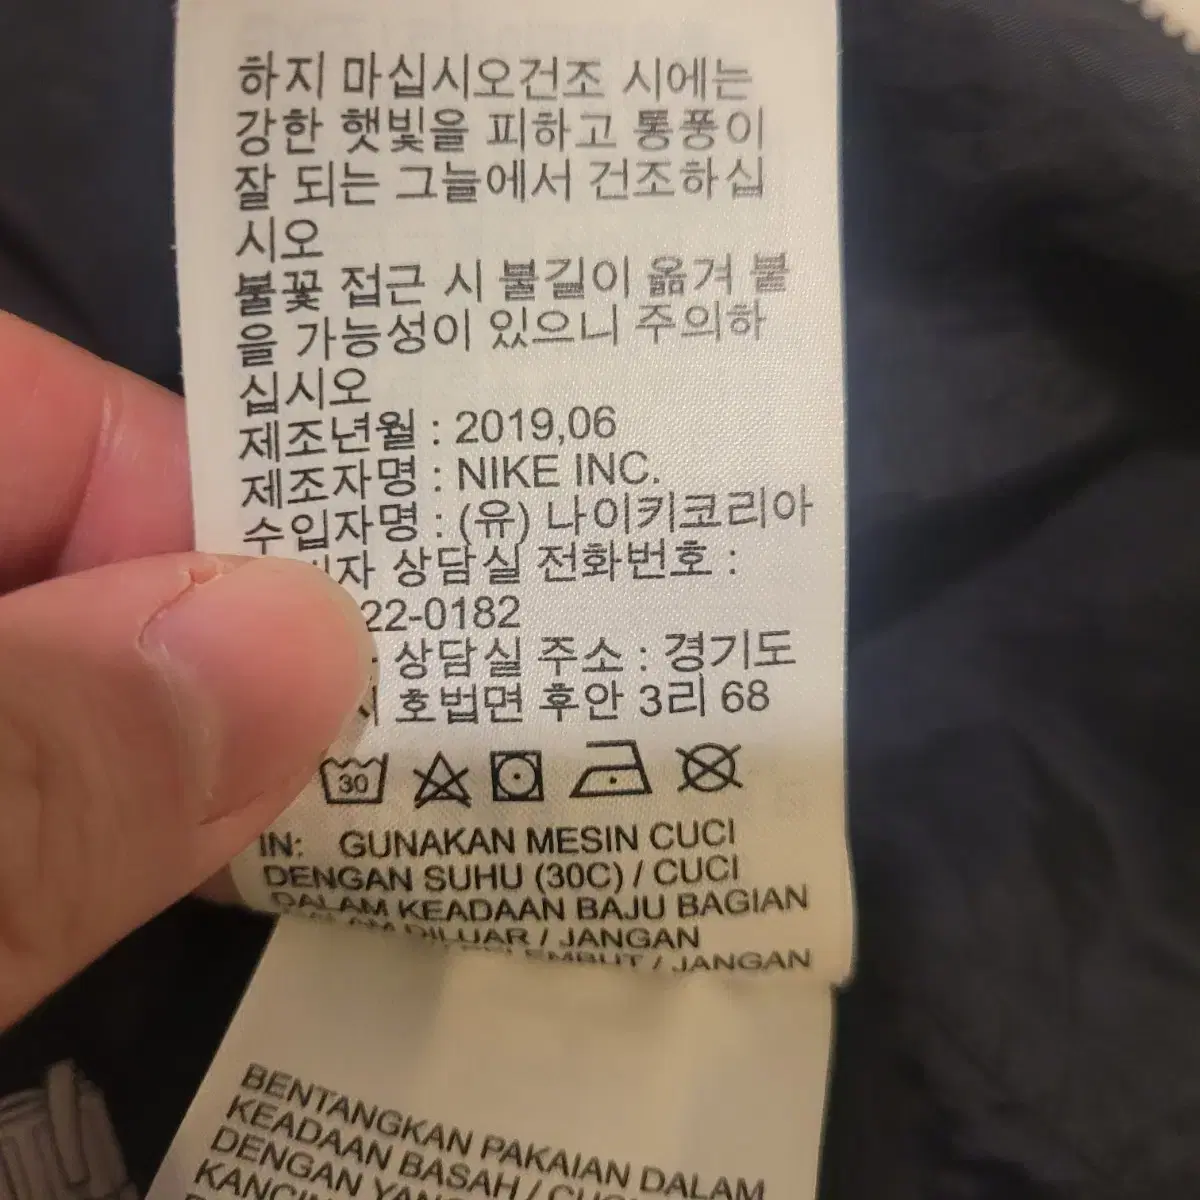 하지 마십시오건조 시에는
강한 햇빛을 피하고 통풍이
잘 되는 그늘에서 건조하십
시오
불꽃 접근 시 불길이 옮겨 붙
을 가능성이 있으니 주의하
십시오
제조년월 : 2019,06
제조자명 : NIKE INC.
수입자명 : (유) 나이키코리아
상담실 전화번호 :
22-0182
상담실 주소 : 경기도
호법면 후안 3리 68
30
IN: GUNAKAN MESIN CUCI
DENGAN SUHU (30C) / CUCI
DALAM KEADAAN BAJU BAGIAN
DALAM DILUAR / JANGAN
/ JANGAN
BENTANGKAN PAKAIAN DALAM
KEADAAN BASAH / CUCI
DENGAN